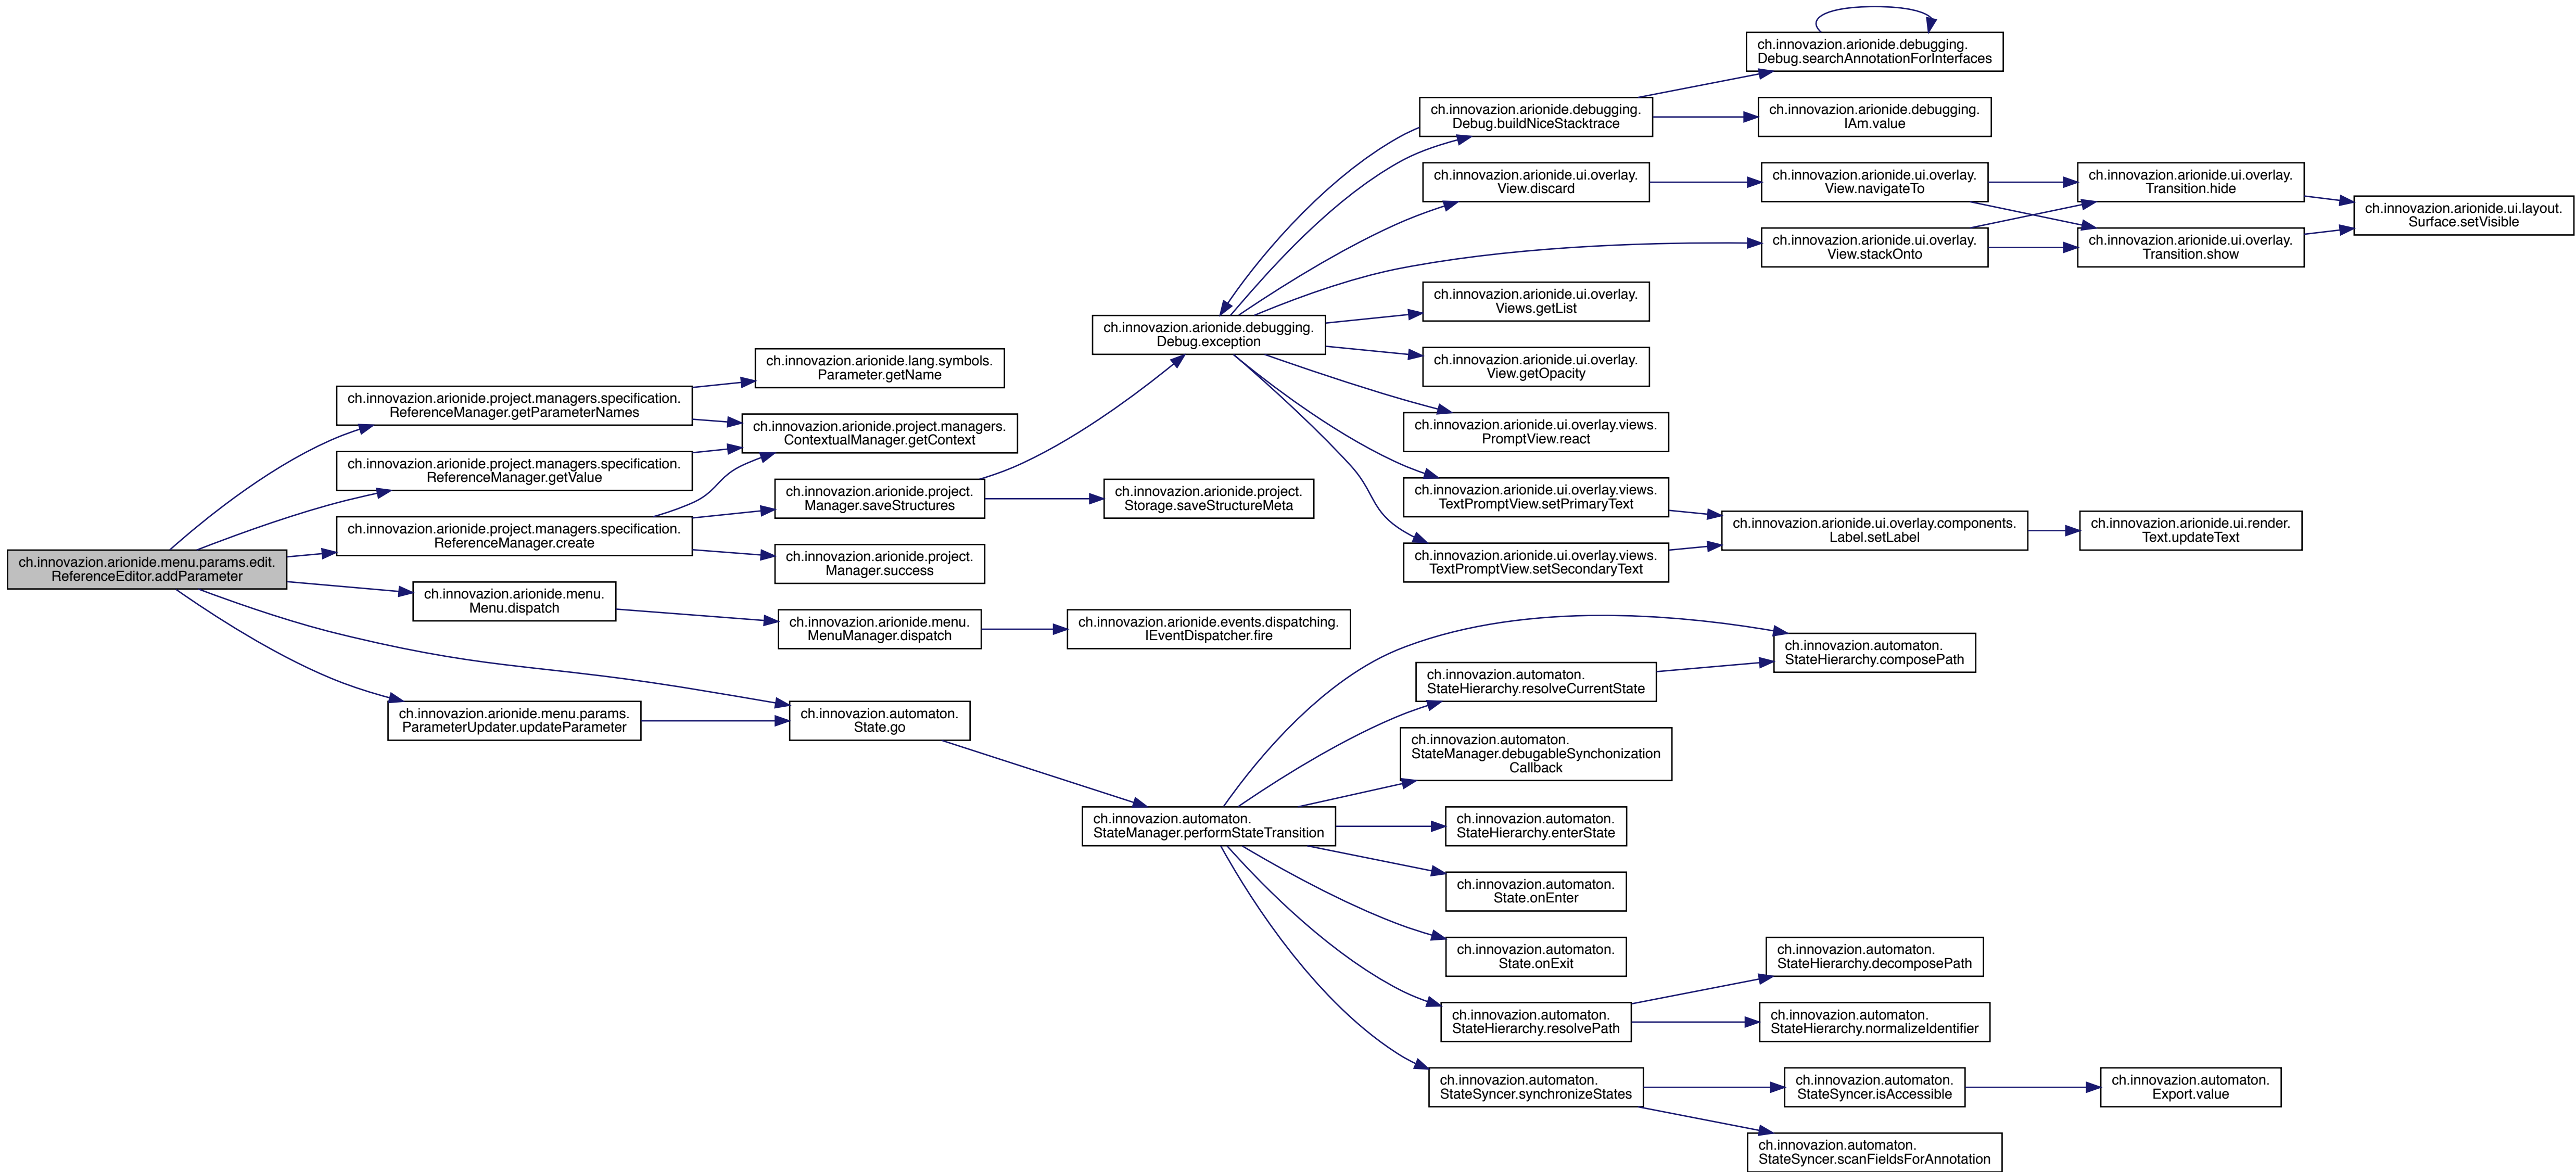 ch.innovazion.arionide.menu.params.edit.
ReferenceEditor.addParameter
ch.innovazion.arionide.project.managers.specification.
ReferenceManager.getParameterNames
ch.innovazion.arionide.project.managers.specification.
ReferenceManager.getValue
ch.innovazion.arionide.project.managers.specification.
ReferenceManager.create
ch.innovazion.arionide.menu.
Menu.dispatch
ch.innovazion.arionide.menu.params.
ParameterUpdater.updateParameter
ch.innovazion.arionide.lang.symbols.
Parameter.getName
ch.innovazion.arionide.project.managers.
ContextualManager.getContext
ch.innovazion.arionide.project.
Manager.saveStructures
ch.innovazion.arionide.project.
Manager.success
ch.innovazion.arionide.menu.
MenuManager.dispatch
ch.innovazion.automaton.
State.go
ch.innovazion.arionide.debugging.
Debug.exception
ch.innovazion.arionide.project.
Storage.saveStructureMeta
ch.innovazion.arionide.events.dispatching.
IEventDispatcher.fire
ch.innovazion.automaton.
StateManager.performStateTransition
ch.innovazion.arionide.debugging.
Debug.buildNiceStacktrace
ch.innovazion.arionide.ui.overlay.
View.discard
ch.innovazion.arionide.ui.overlay.
Views.getList
ch.innovazion.arionide.ui.overlay.
View.getOpacity
ch.innovazion.arionide.ui.overlay.views.
PromptView.react
ch.innovazion.arionide.ui.overlay.views.
TextPromptView.setPrimaryText
ch.innovazion.arionide.ui.overlay.views.
TextPromptView.setSecondaryText
ch.innovazion.automaton.
StateHierarchy.resolveCurrentState
ch.innovazion.automaton.
StateManager.debugableSynchonization
Callback
ch.innovazion.automaton.
StateHierarchy.enterState
ch.innovazion.automaton.
State.onEnter
ch.innovazion.automaton.
State.onExit
ch.innovazion.automaton.
StateHierarchy.resolvePath
ch.innovazion.automaton.
StateSyncer.synchronizeStates
ch.innovazion.arionide.debugging.
Debug.searchAnnotationForInterfaces
ch.innovazion.arionide.debugging.
IAm.value
ch.innovazion.arionide.ui.overlay.
View.navigateTo
ch.innovazion.arionide.ui.overlay.
View.stackOnto
ch.innovazion.arionide.ui.overlay.components.
Label.setLabel
ch.innovazion.automaton.
StateHierarchy.composePath
ch.innovazion.automaton.
StateHierarchy.decomposePath
ch.innovazion.automaton.
StateHierarchy.normalizeIdentifier
ch.innovazion.automaton.
StateSyncer.isAccessible
ch.innovazion.automaton.
StateSyncer.scanFieldsForAnnotation
ch.innovazion.arionide.ui.overlay.
Transition.hide
ch.innovazion.arionide.ui.overlay.
Transition.show
ch.innovazion.arionide.ui.render.
Text.updateText
ch.innovazion.automaton.
Export.value
ch.innovazion.arionide.ui.layout.
Surface.setVisible